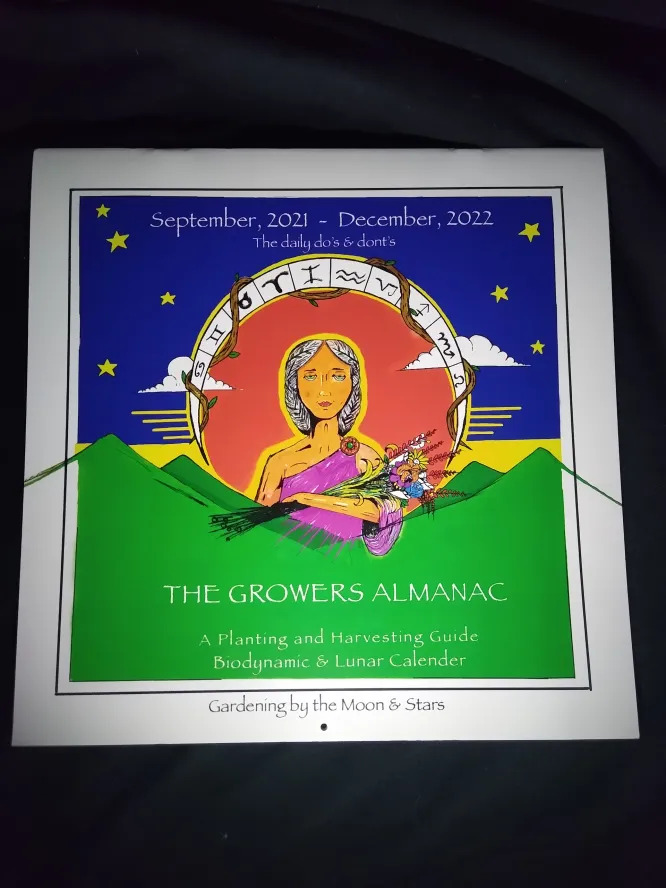 September, 2021 - December, 2022
The daily do's & dont's
THE GROWERS ALMANAC
A Planting and Harvesting Guide
Biodynamic & Lunar Calender
Gardening by the Moon & Stars